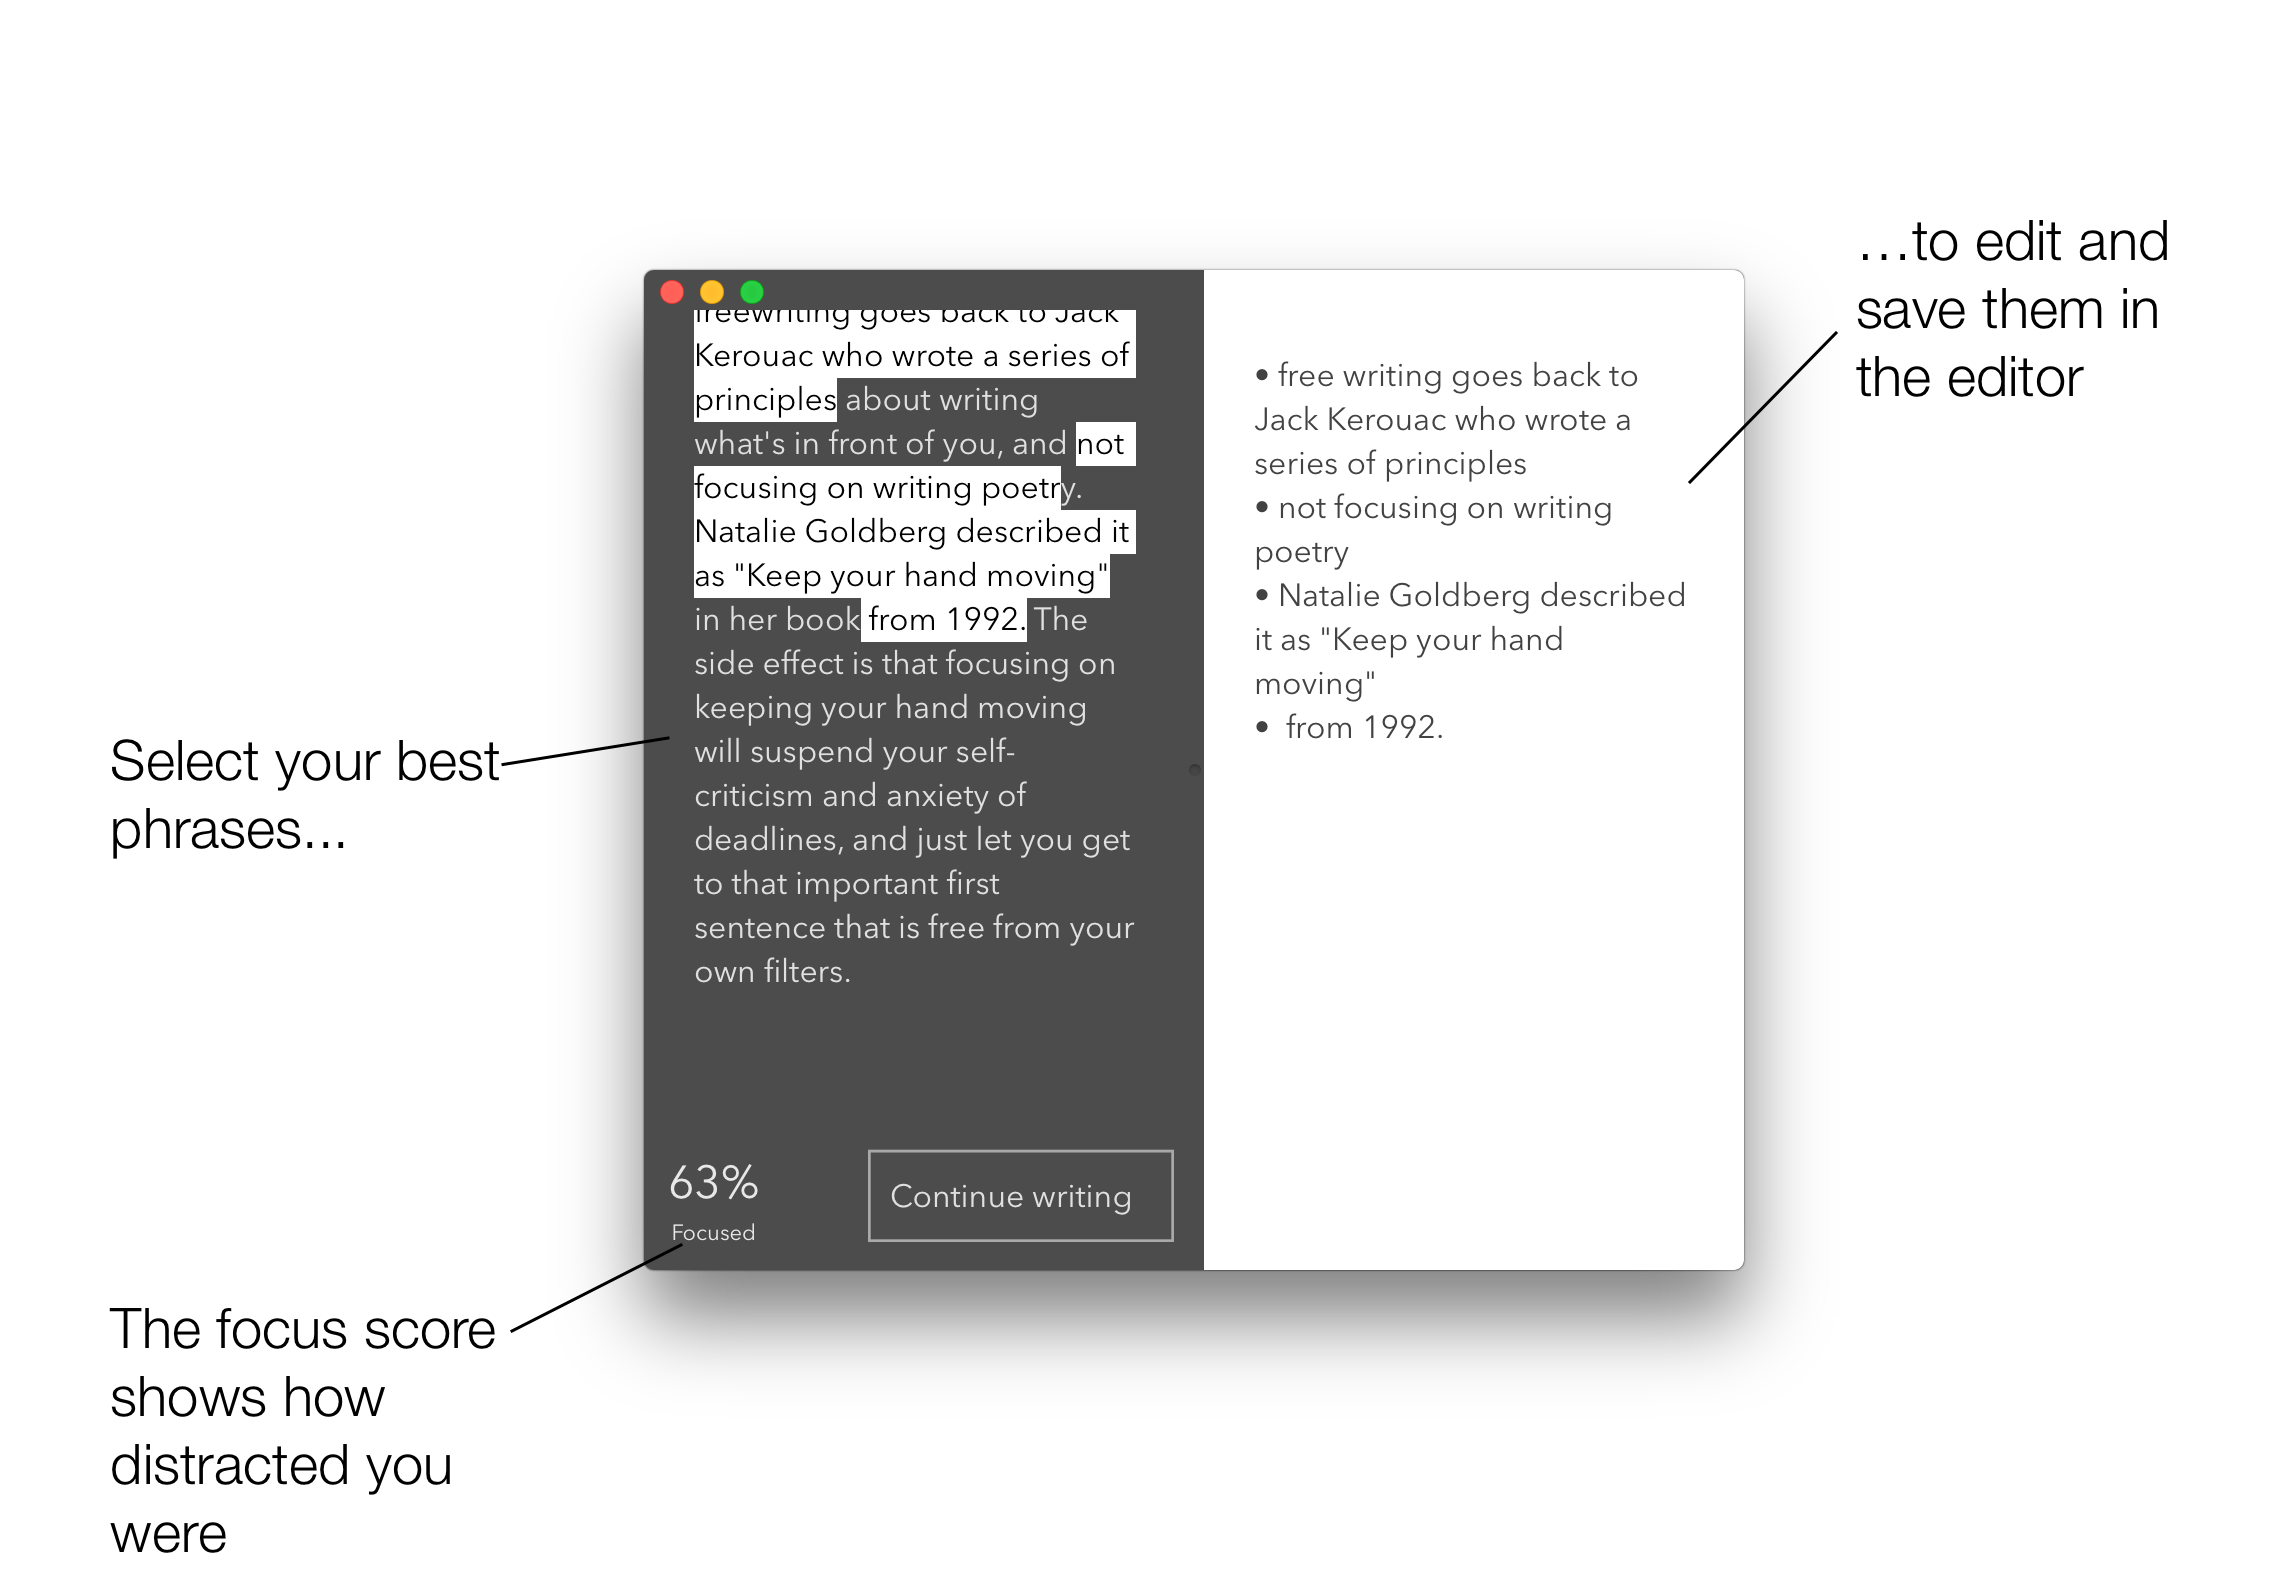 …to edit and
save them in
the editor
freewriting goes back to Jack
Kerouac who wrote a series of
principles about writing
what's in front of you, and not
focusing on writing poetry.
Natalie Goldberg described it
as "Keep your hand moving"
in her book from 1992. The
side effect is that focusing on
keeping your hand moving
will suspend your self-
criticism and anxiety of
deadlines, and just let you get
to that important first
sentence that is free from your
own filters.
• free writing goes back to
Jack Kerouac who wrote a
series of principles
• not focusing on writing
poetry
• Natalie Goldberg described
it as "Keep your hand
moving"
•  from 1992.
Select your best
phrases...
63%
Focused
Continue writing
The focus score
shows how
distracted you
were